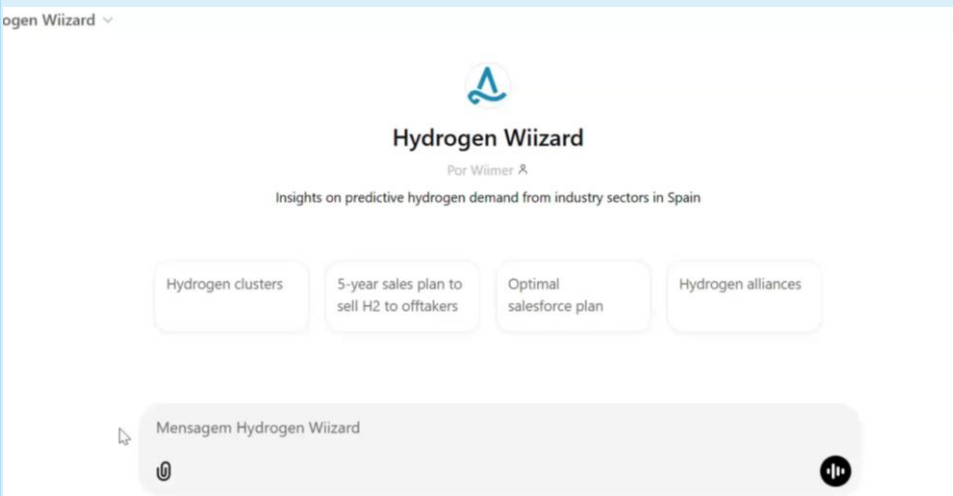 ogen Wiizard
Hydrogen Wiizard
Por Wiimer
Insights on predictive hydrogen demand from industry sectors in Spain
Hydrogen clusters
5-year sales plan to
sell H2 to offtakers
Optimal
salesforce plan
Hydrogen alliances
Mensagem Hydrogen Wiizard